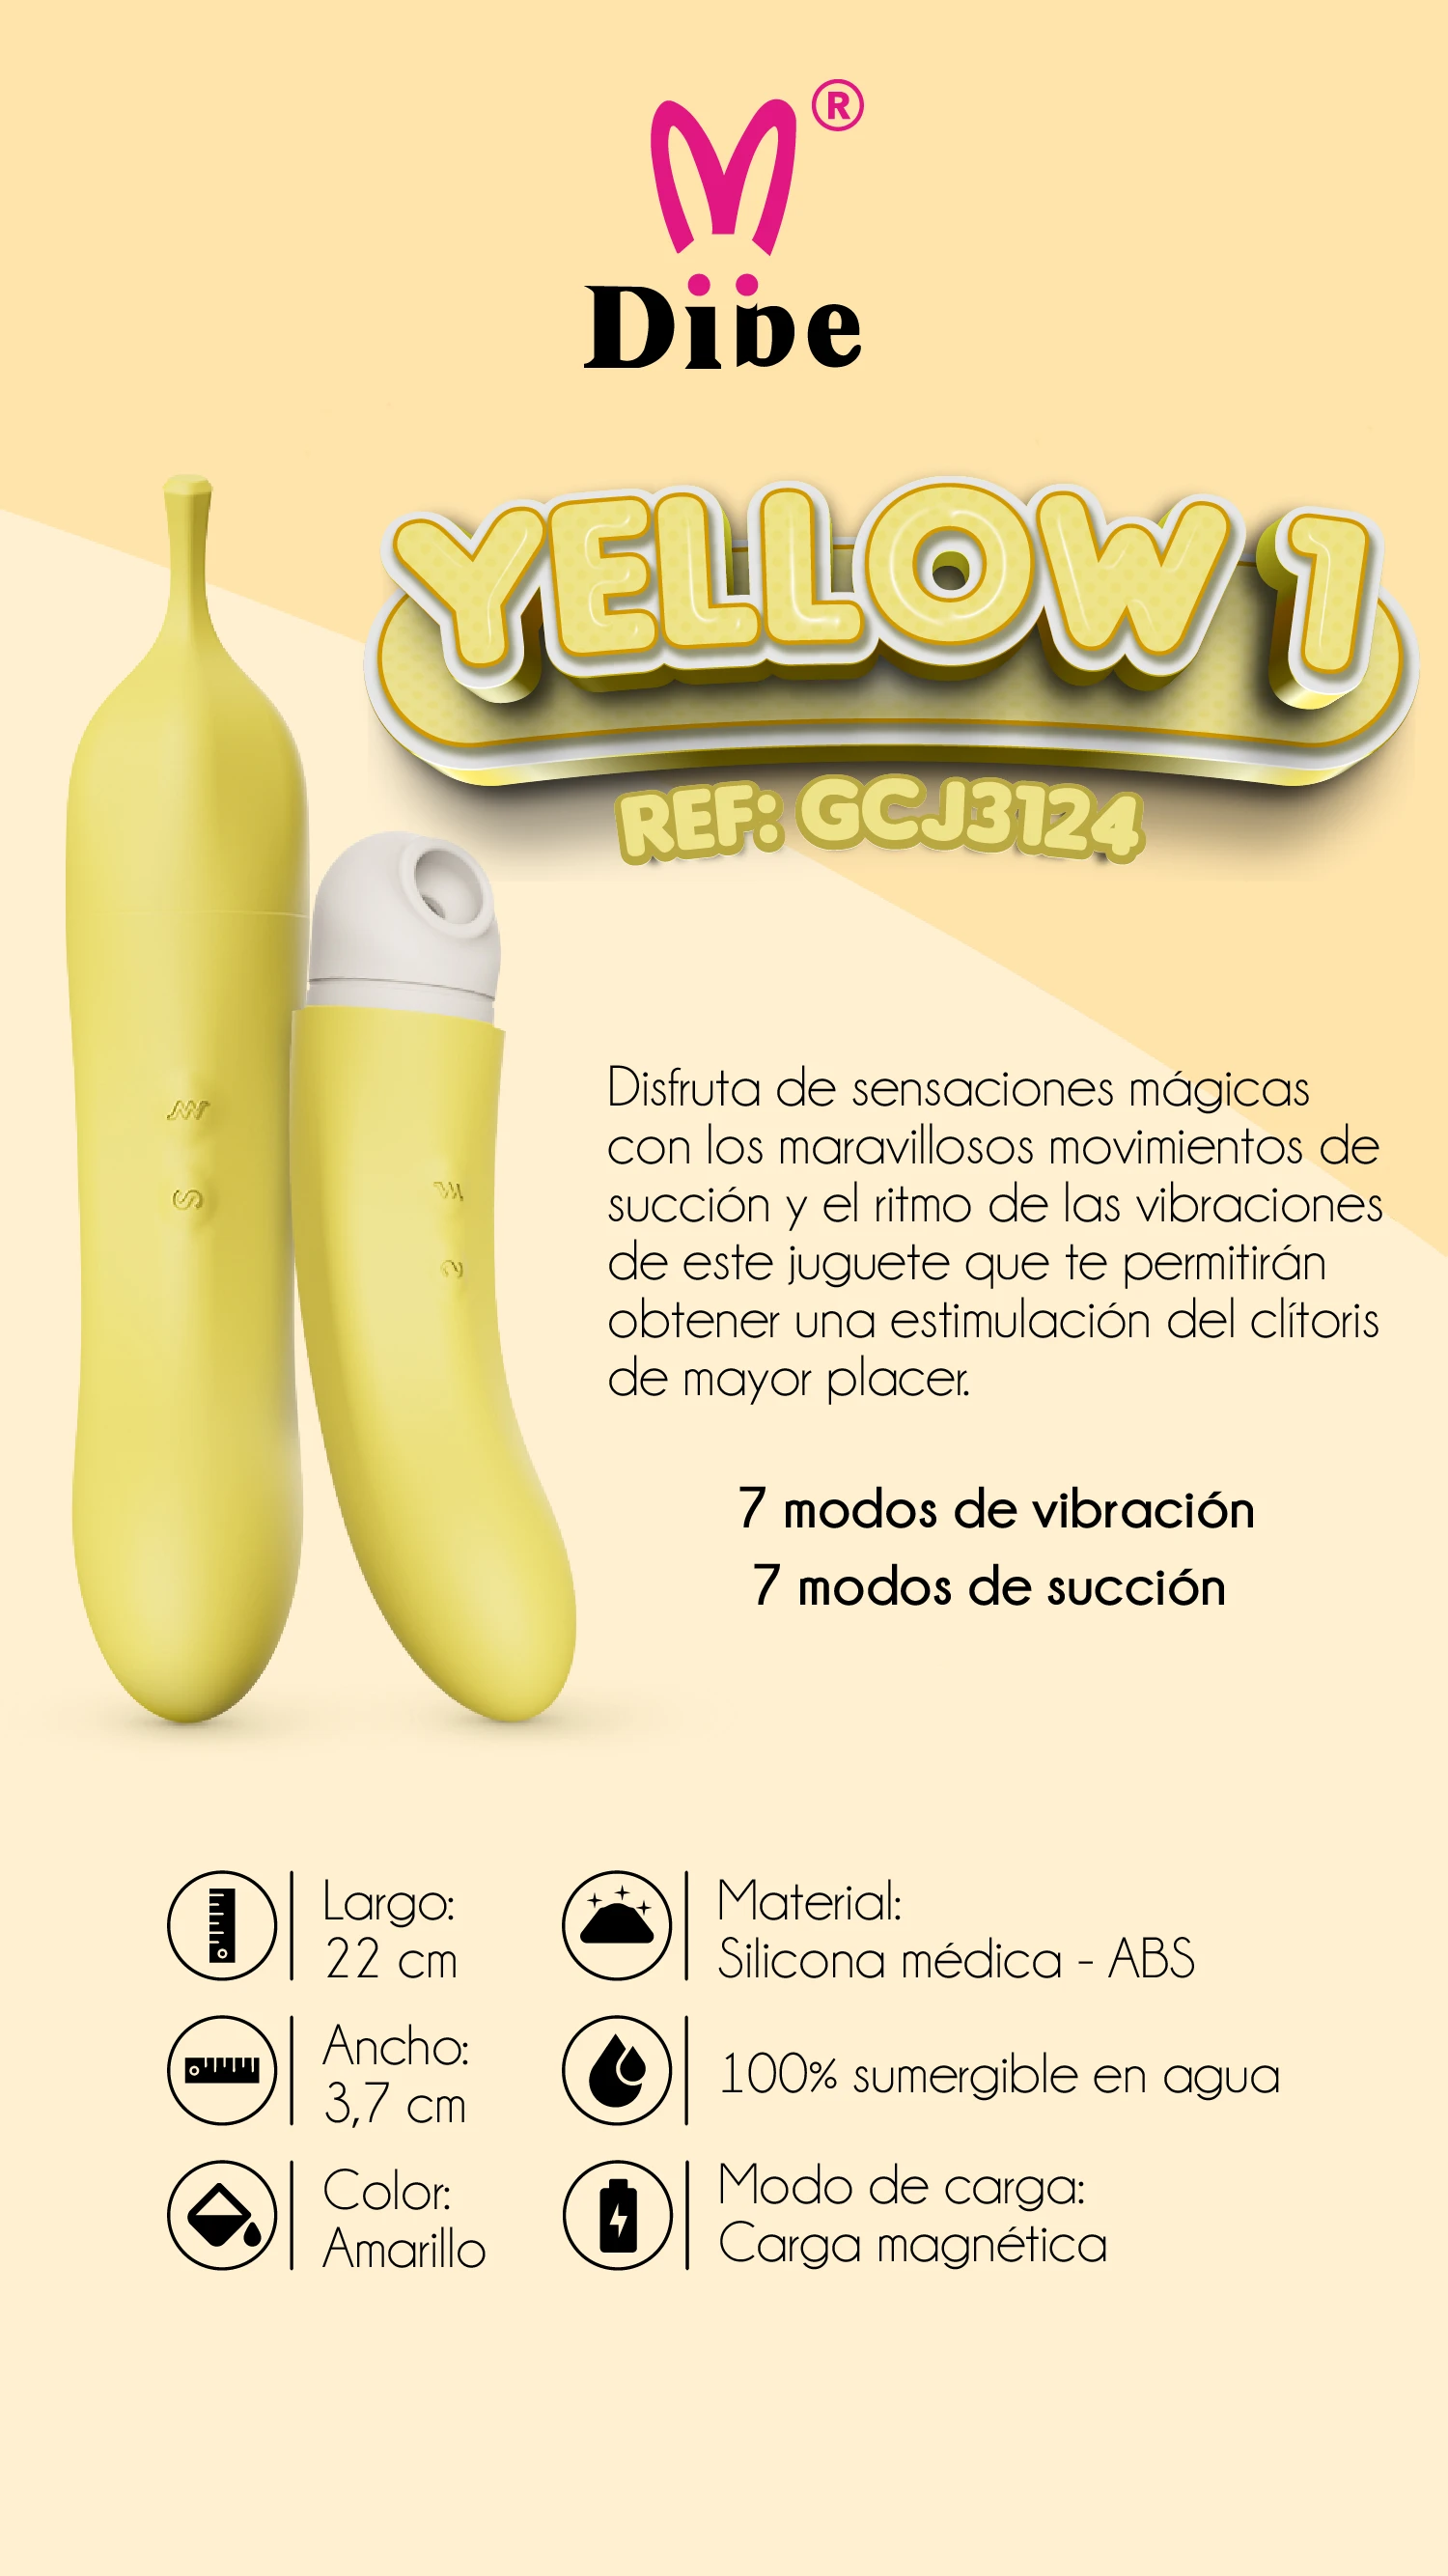 ®
Dibe
YELLOW 1
REF: GCJ3124
Disfruta de sensaciones mágicas
con los maravillosos movimientos de
succión y el ritmo de las vibraciones
de este juguete que te permitirán
obtener una estimulación del clítoris
de mayor placer.
7 modos de vibración
7 modos de succión
Largo:
22 cm
Material:
Silicona médica - ABS
Ancho:
3,7 cm
100% sumergible en agua
Color:
Amarillo
Modo de carga:
Carga magnética